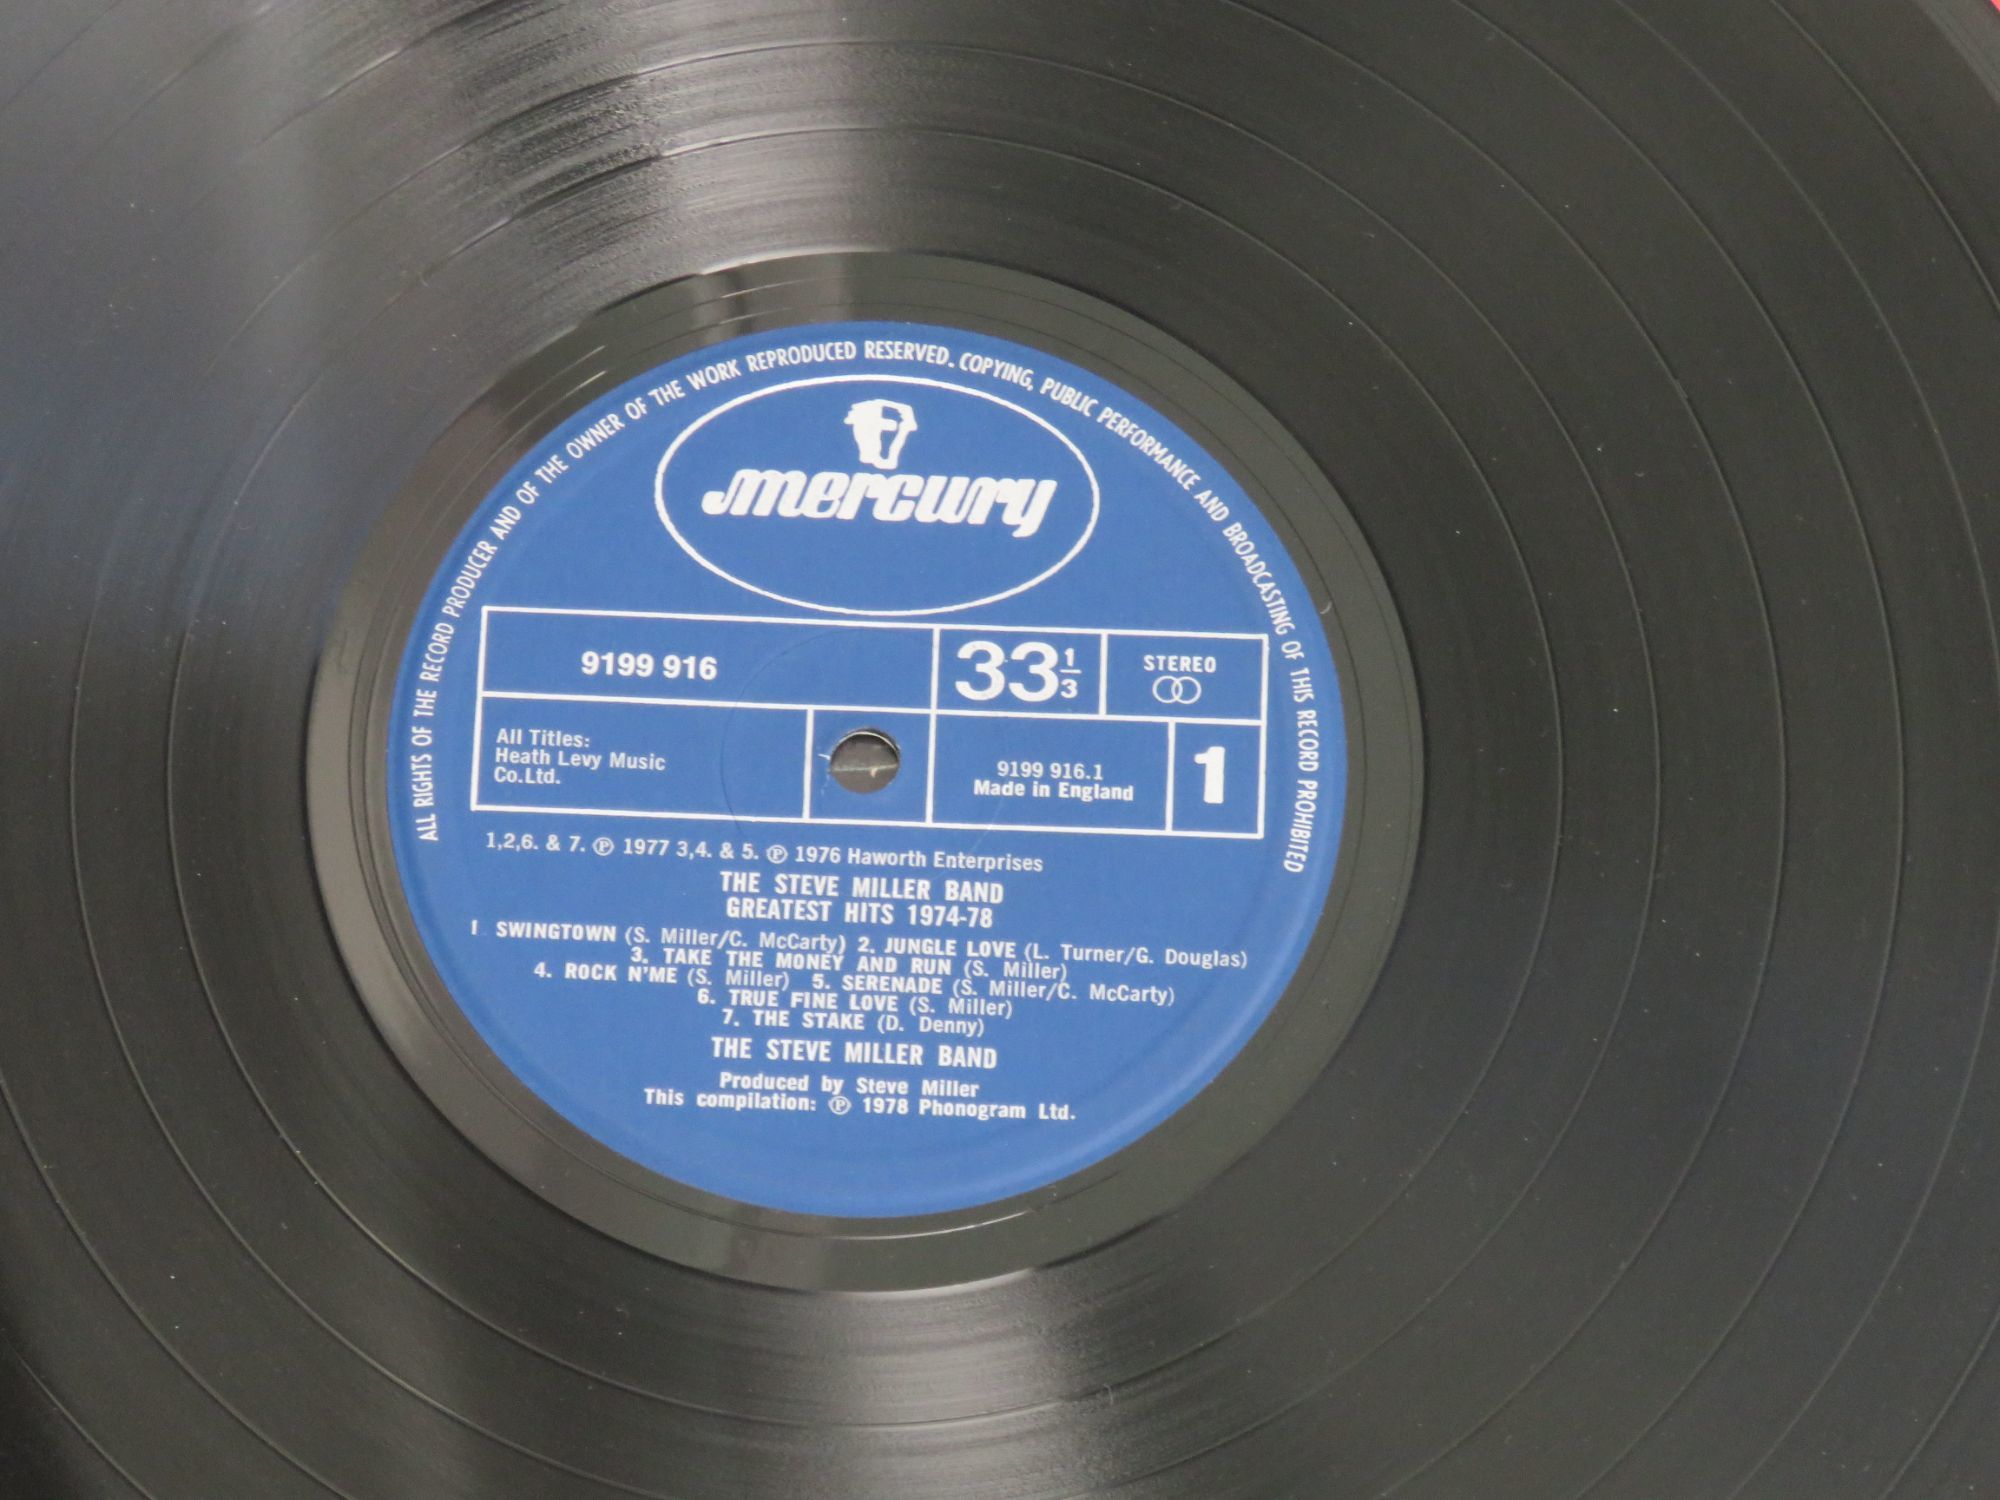 ALL RIGHTS OF THE RECORD PRODUCER AND OF THE OWNER OF THE WORK REPRODUCED RESERVED. COPYING, PUBLIC PERFORMANCE AND BROADCASTING OF THIS RECORD PROHIBITED
mercury
9199 916
33 1/3
STEREO
All Titles:
Heath Levy Music
Co.Ltd.
9199 916.1
Made in England
1
1,2,6. & 7. ℗ 1977 3,4. & 5. ℗ 1976 Haworth Enterprises
THE STEVE MILLER BAND
GREATEST HITS 1974-78
1 SWINGTOWN (S. Miller/C. McCarty) 2. JUNGLE LOVE (L. Turner/G. Douglas)
3. TAKE THE MONEY AND RUN (S. Miller)
4. ROCK N'ME (S. Miller) 5. SERENADE (S. Miller/C. McCarty)
6. TRUE FINE LOVE (S. Miller)
7. THE STAKE (D. Denny)
THE STEVE MILLER BAND
Produced by Steve Miller
This compilation: ℗ 1978 Phonogram Ltd.